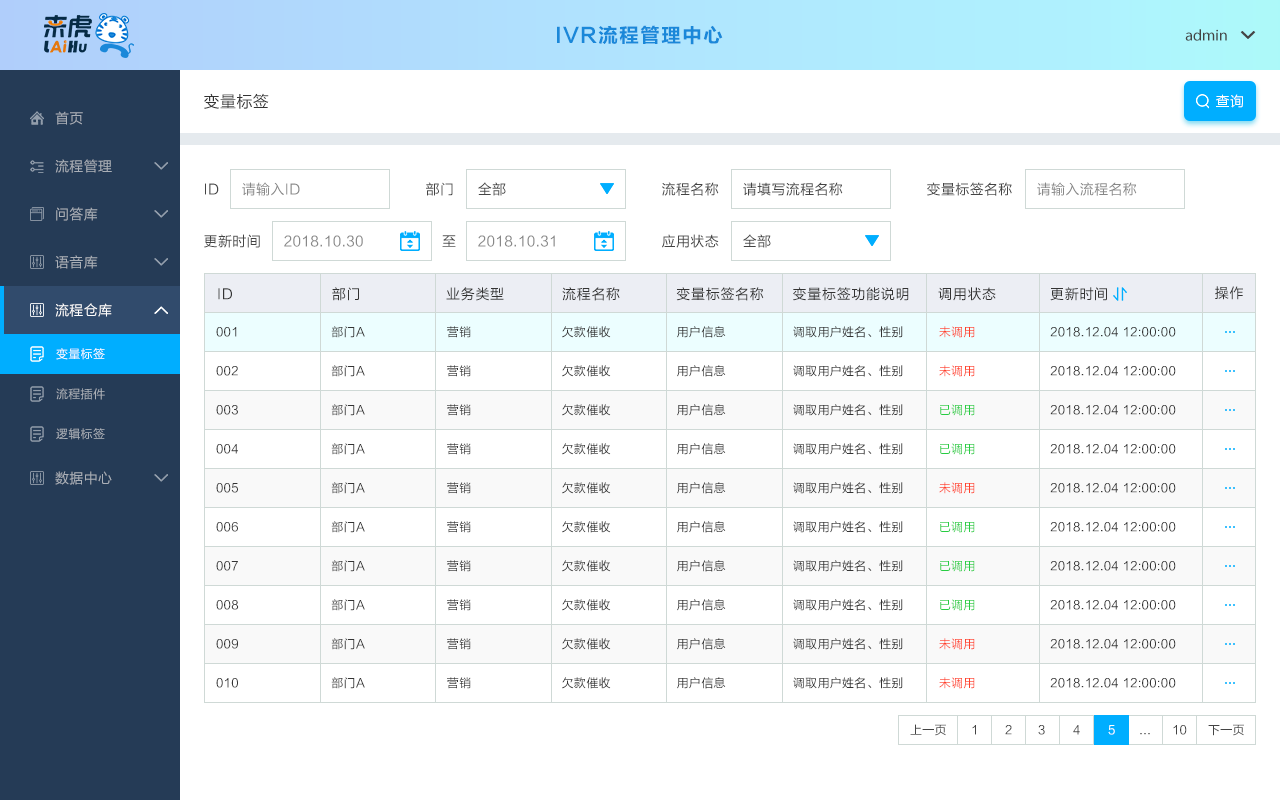 来虎
LAiHu
IVR流程管理中心
admin
首页
流程管理
问答库
语音库
流程仓库
变量标签
流程插件
逻辑标签
数据中心
变量标签
查询
ID 请输入ID 部门 全部 流程名称 请填写流程名称 变量标签名称 请输入流程名称
更新时间 2018.10.30 至 2018.10.31 应用状态 全部
ID 部门 业务类型 流程名称 变量标签名称 变量标签功能说明 调用状态 更新时间 操作
001 部门A 营销 欠款催收 用户信息 调取用户姓名、性别 未调用 2018.12.04 12:00:00 ...
002 部门A 营销 欠款催收 用户信息 调取用户姓名、性别 未调用 2018.12.04 12:00:00 ...
003 部门A 营销 欠款催收 用户信息 调取用户姓名、性别 已调用 2018.12.04 12:00:00 ...
004 部门A 营销 欠款催收 用户信息 调取用户姓名、性别 已调用 2018.12.04 12:00:00 ...
005 部门A 营销 欠款催收 用户信息 调取用户姓名、性别 未调用 2018.12.04 12:00:00 ...
006 部门A 营销 欠款催收 用户信息 调取用户姓名、性别 已调用 2018.12.04 12:00:00 ...
007 部门A 营销 欠款催收 用户信息 调取用户姓名、性别 已调用 2018.12.04 12:00:00 ...
008 部门A 营销 欠款催收 用户信息 调取用户姓名、性别 已调用 2018.12.04 12:00:00 ...
009 部门A 营销 欠款催收 用户信息 调取用户姓名、性别 未调用 2018.12.04 12:00:00 ...
010 部门A 营销 欠款催收 用户信息 调取用户姓名、性别 未调用 2018.12.04 12:00:00 ...
上一页 1 2 3 4 5 ... 10 下一页